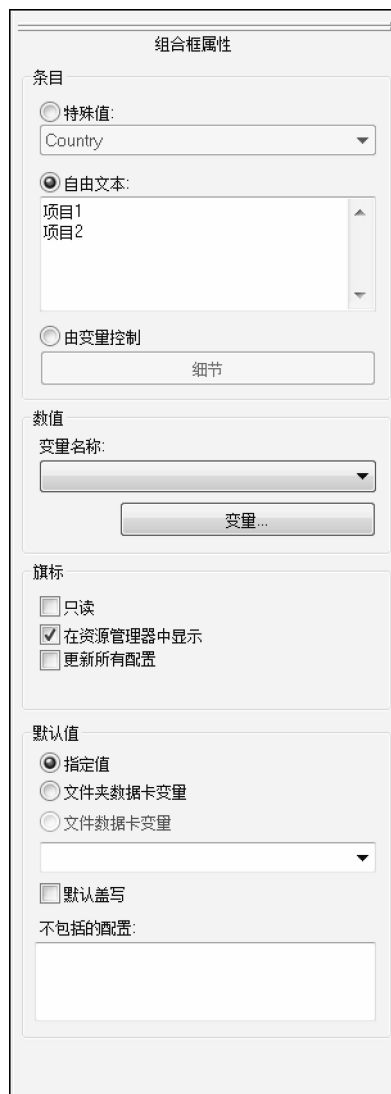 组合框属性
条目
特殊值:
Country
自由文本:
项目1
项目2
由变量控制
细节
数值
变量名称:
变量...
旗标
只读
在资源管理器中显示
更新所有配置
默认值
指定值
文件夹数据卡变量
文件数据卡变量
默认盖写
不包括的配置: